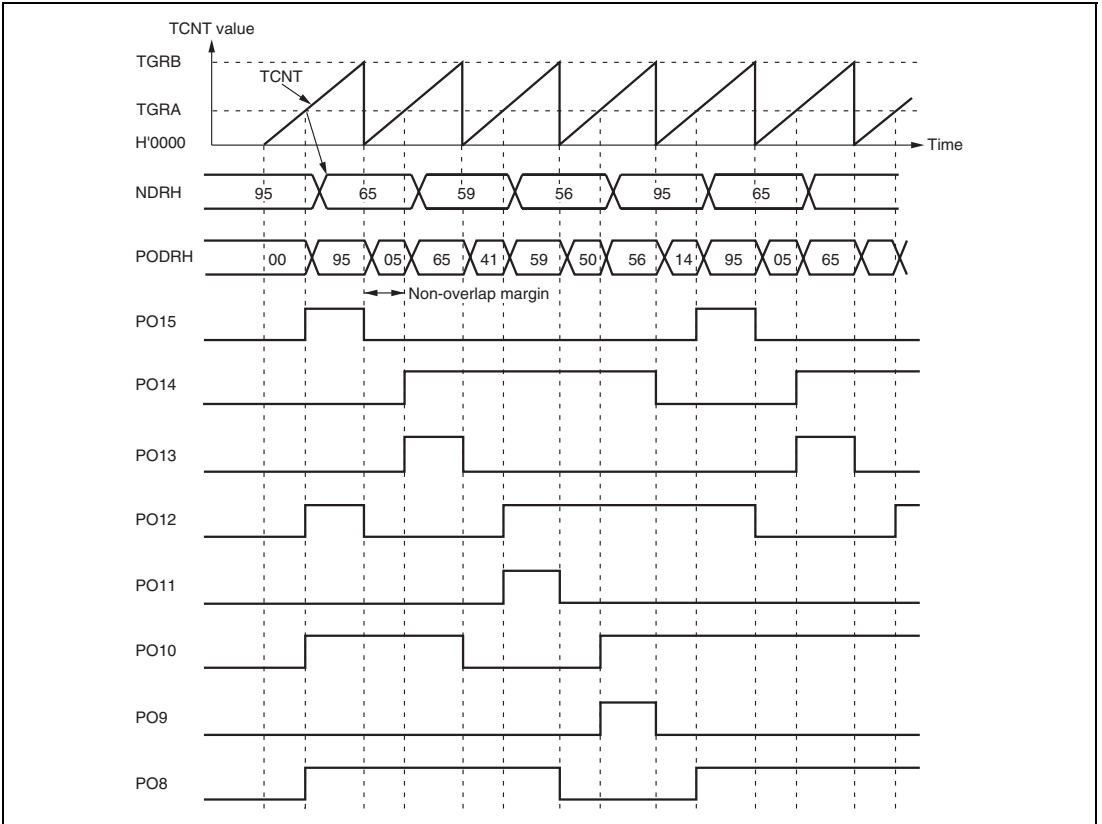 TCNT value
TGRB
TCNT
TGRA
H'0000
Time
NDRH 95 65 59 56 95 65
PODRH 00 95 05 65 41 59 50 56 14 95 05 65
Non-overlap margin
PO15
PO14
PO13
PO12
PO11
PO10
PO9
PO8